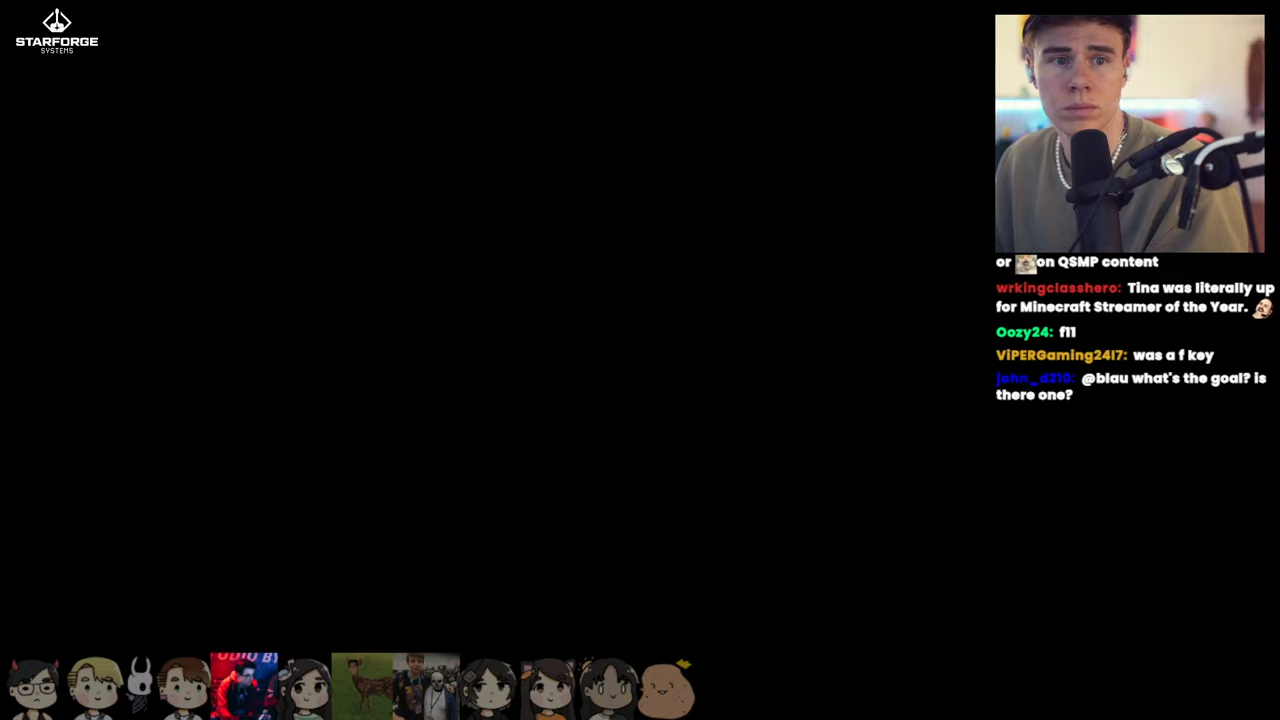 STARFORGE
SYSTEMS
or on QSMP content
wrkingclasshero: Tina was literally up
for Minecraft Streamer of the Year.
Oozy24: f11
ViPERGaming24l7: was a f key
john_d210: @blau what's the goal? is
there one?